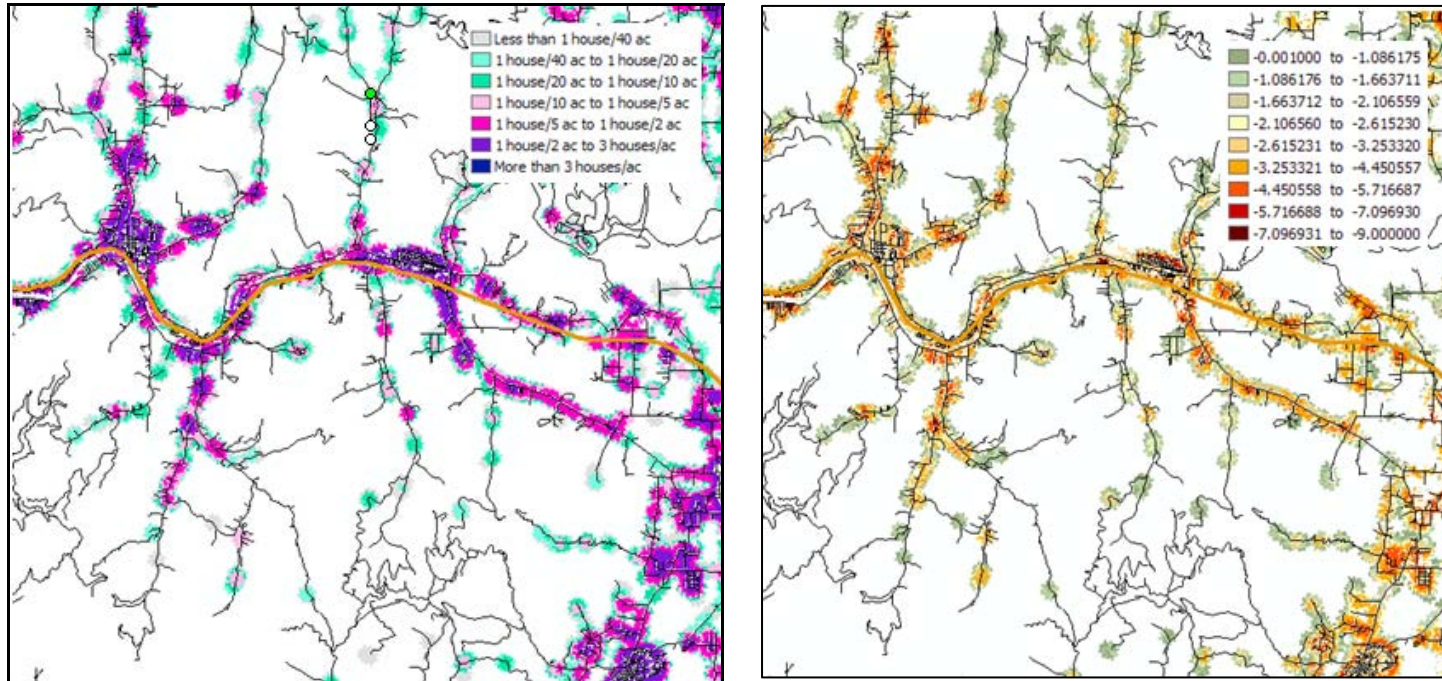 Less than 1 house/40 ac
1 house/40 ac to 1 house/20 ac
1 house/20 ac to 1 house/10 ac
1 house/10 ac to 1 house/5 ac
1 house/5 ac to 1 house/2 ac
1 house/2 ac to 3 houses/ac
More than 3 houses/ac
-0.001000 to -1.086175
-1.086176 to -1.663711
-1.663712 to -2.106559
-2.106560 to -2.615230
-2.615231 to -3.253320
-3.253321 to -4.450557
-4.450558 to -5.716687
-5.716688 to -7.096930
-7.096931 to -9.000000